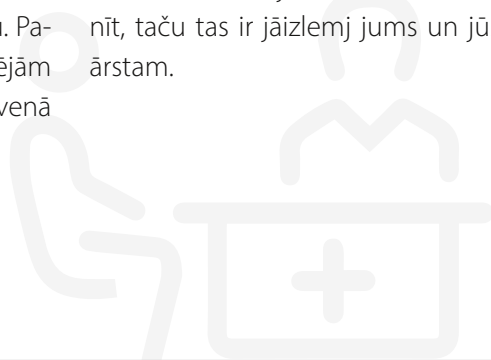 . Pa-
ējām
venā
nīt, taču tas ir jāizlemj jums un jū
ārstam.